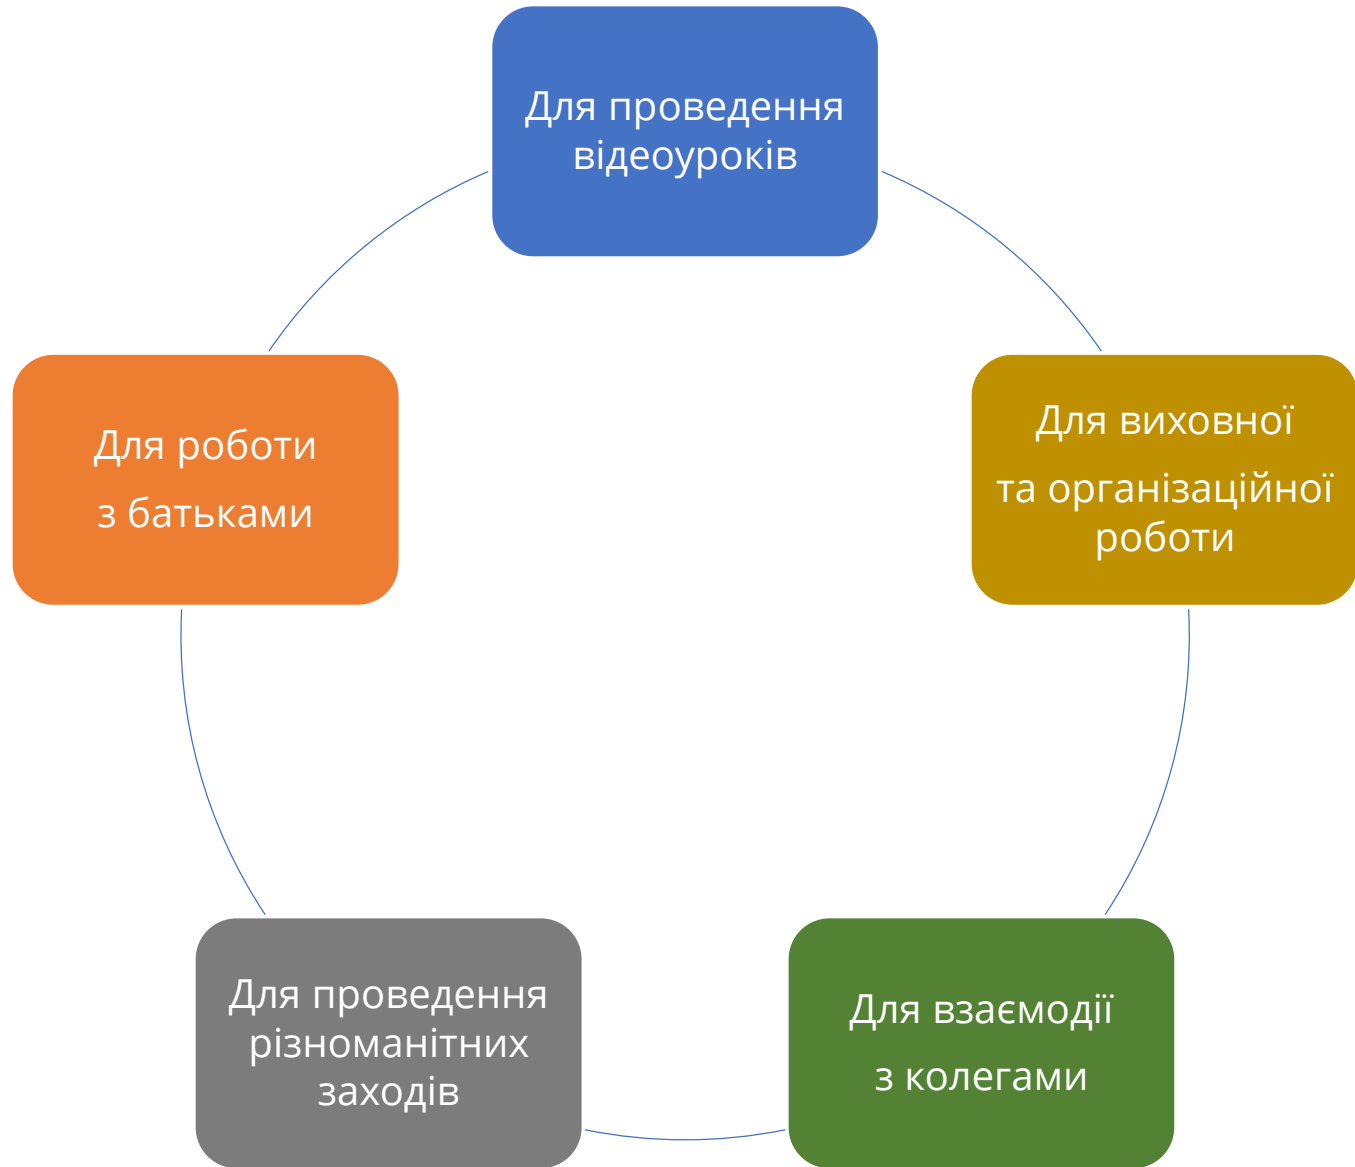 Для проведення
відеоуроків
Для виховної
та організаційної
роботи
Для взаємодії
з колегами
Для проведення
різноманітних
заходів
Для роботи
з батьками